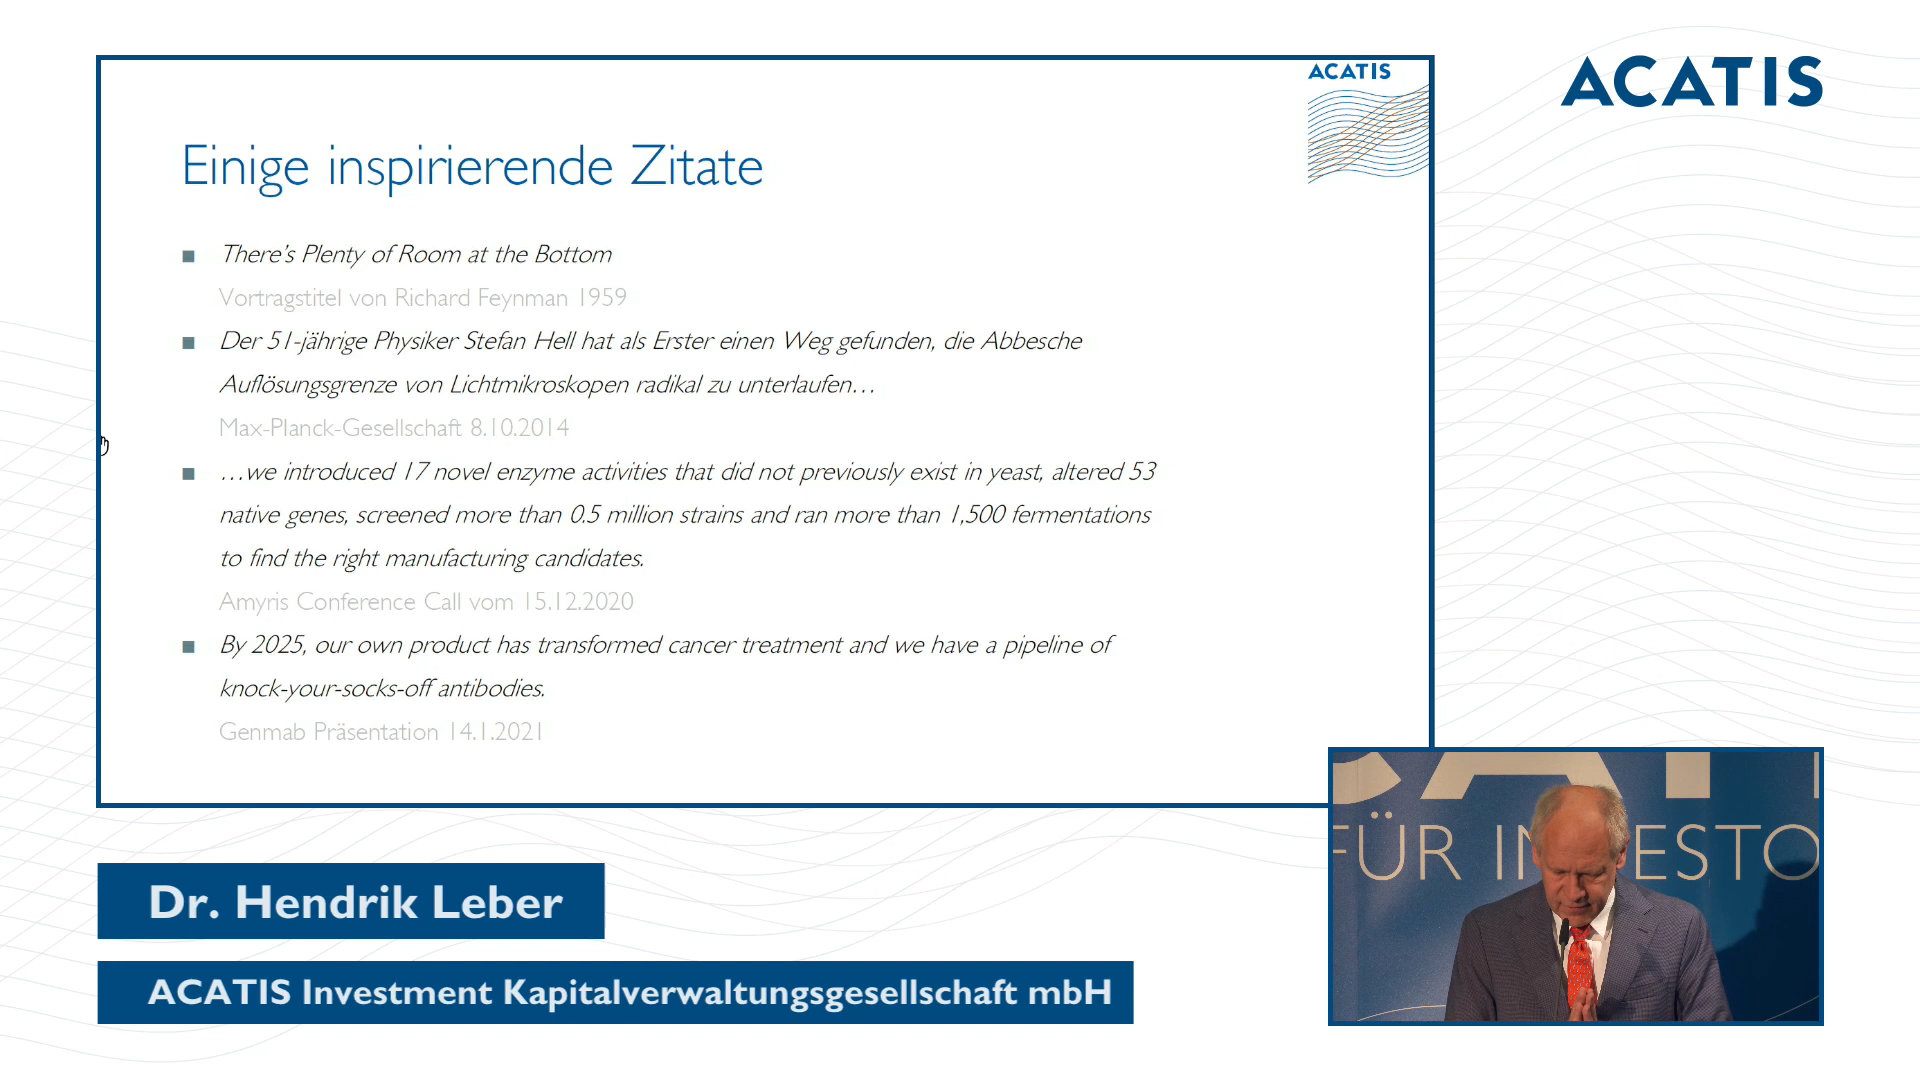 ACATIS
ACATIS
Einige inspirierende Zitate
There's Plenty of Room at the Bottom
Vortragstitel von Richard Feynman 1959
Der 51-jährige Physiker Stefan Hell hat als Erster einen Weg gefunden, die Abbesche
Auflösungsgrenze von Lichtmikroskopen radikal zu unterlaufen…
Max-Planck-Gesellschaft 8.10.2014
…we introduced 17 novel enzyme activities that did not previously exist in yeast, altered 53
native genes, screened more than 0.5 million strains and ran more than 1,500 fermentations
to find the right manufacturing candidates.
Amyris Conference Call vom 15.12.2020
By 2025, our own product has transformed cancer treatment and we have a pipeline of
knock-your-socks-off antibodies.
Genmab Präsentation 14.1.2021
FÜR IN ESTO
Dr. Hendrik Leber
ACATIS Investment Kapitalverwaltungsgesellschaft mbH